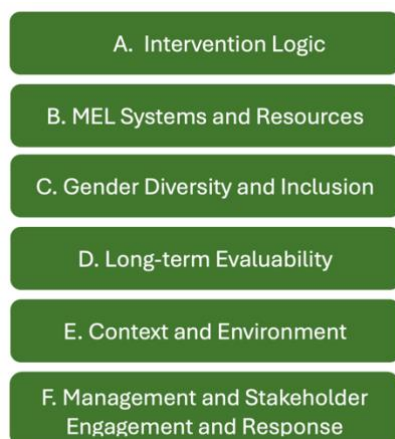 A. Intervention Logic
B. MEL Systems and Resources
C. Gender Diversity and Inclusion
D. Long-term Evaluability
E. Context and Environment
F. Management and Stakeholder
Engagement and Response